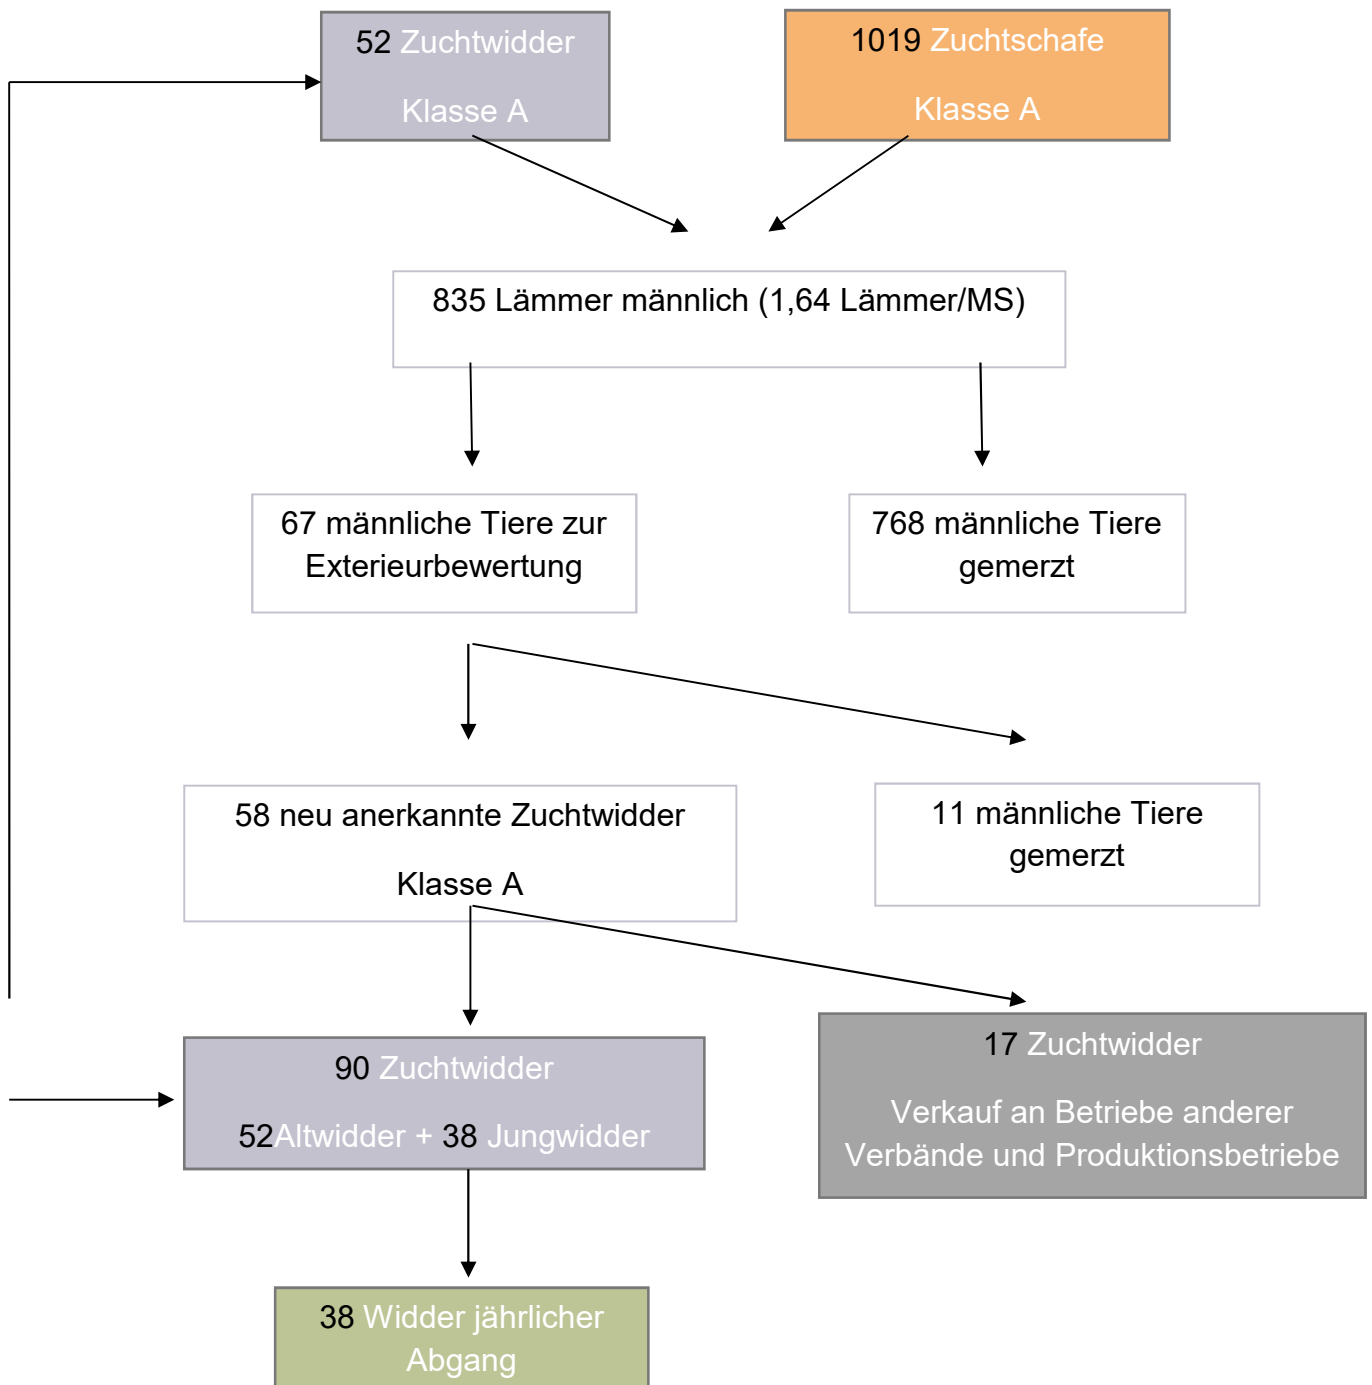 52 Zuchtwidder
Klasse A
1019 Zuchtschafe
Klasse A
835 Lämmer männlich (1,64 Lämmer/MS)
67 männliche Tiere zur
Exterieurbewertung
768 männliche Tiere
gemerzt
58 neu anerkannte Zuchtwidder
Klasse A
11 männliche Tiere
gemerzt
90 Zuchtwidder
52Altwidder + 38 Jungwidder
17 Zuchtwidder
Verkauf an Betriebe anderer
Verbände und Produktionsbetriebe
38 Widder jährlicher
Abgang